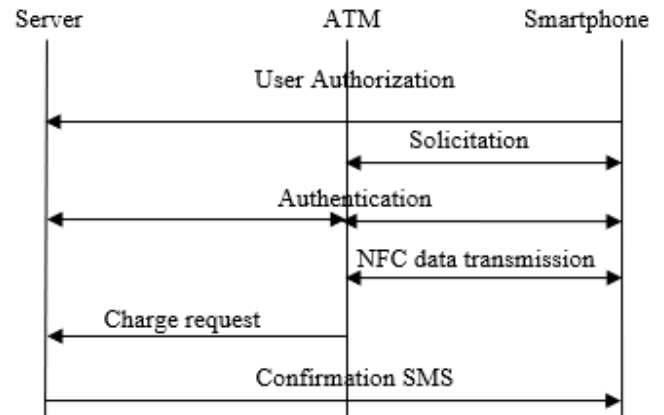 Server ATM Smartphone
User Authorization
Solicitation
Authentication
NFC data transmission
Charge request
Confirmation SMS